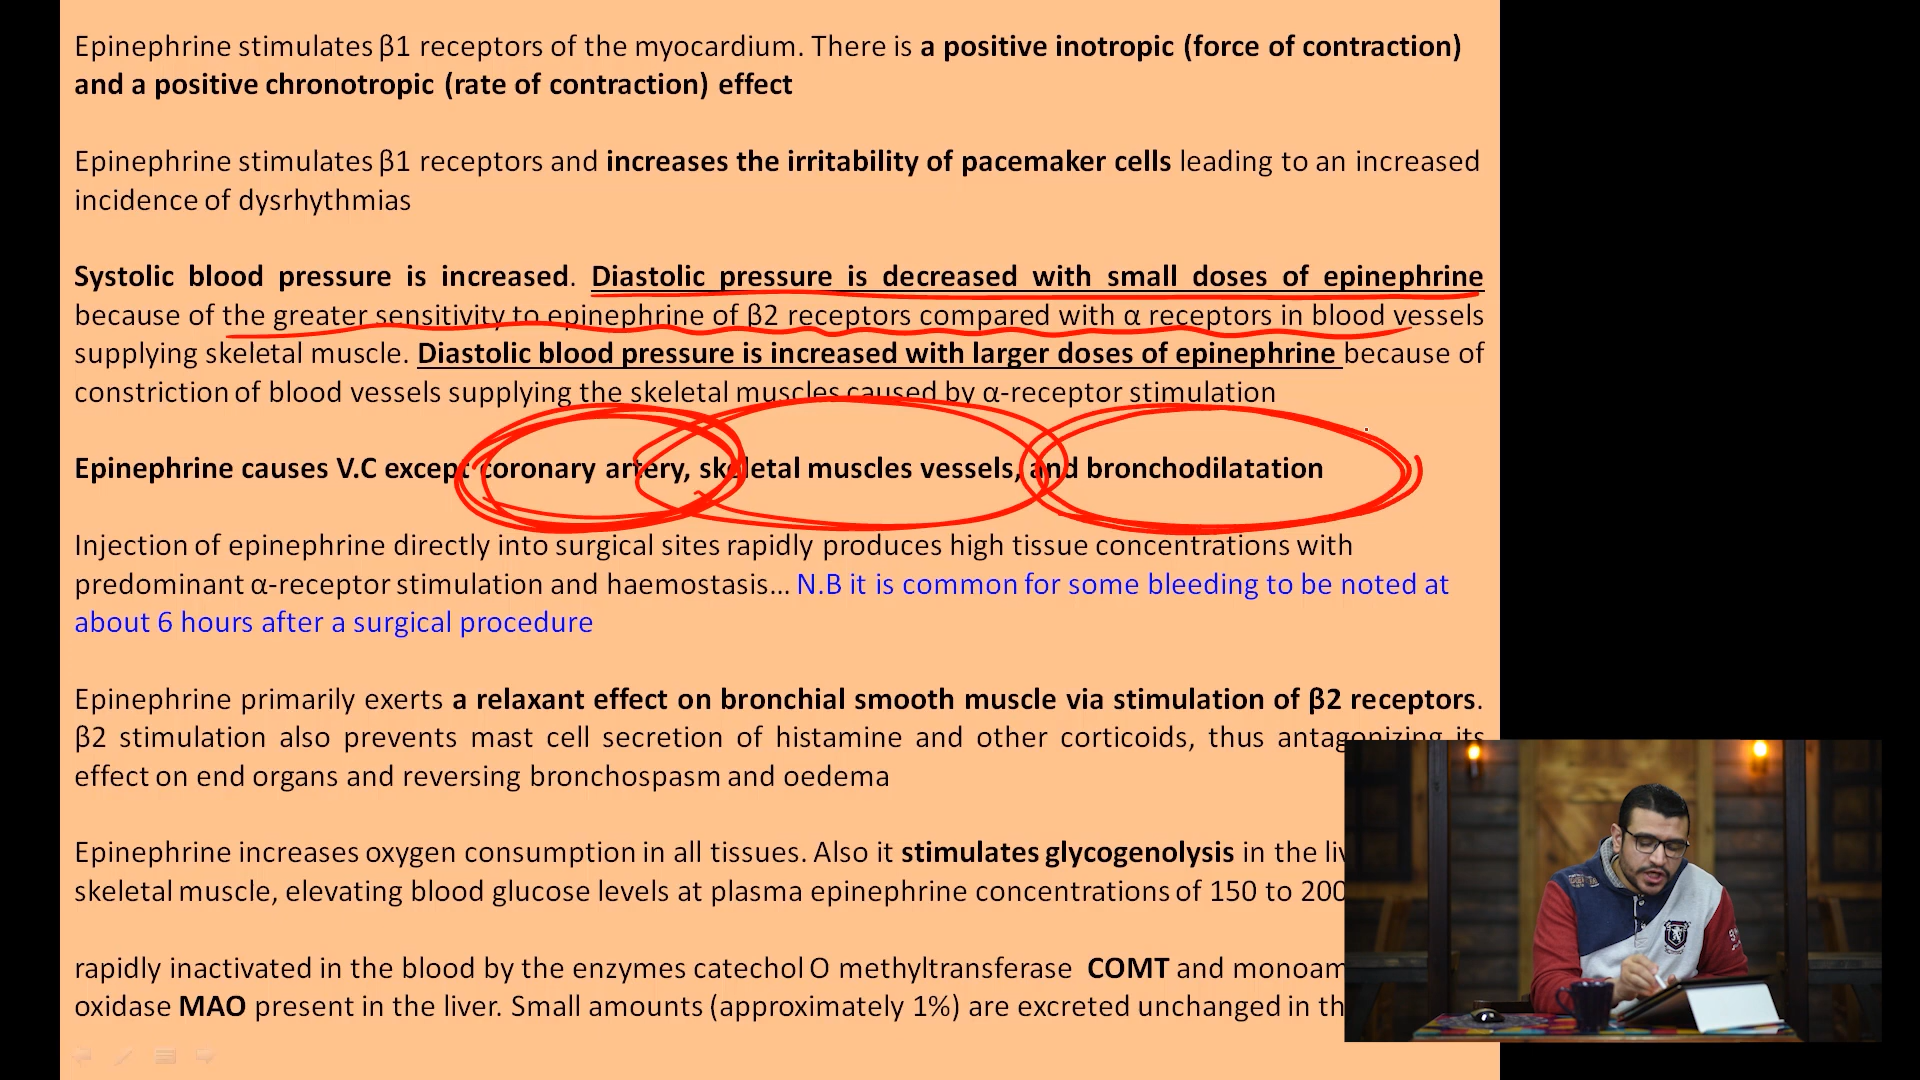 Epinephrine stimulates β1 receptors of the myocardium. There is a positive inotropic (force of contraction)
and a positive chronotropic (rate of contraction) effect
Epinephrine stimulates β1 receptors and increases the irritability of pacemaker cells leading to an increased
incidence of dysrhythmias
Systolic blood pressure is increased. Diastolic pressure is decreased with small doses of epinephrine
because of the greater sensitivity to epinephrine of β2 receptors compared with α receptors in blood vessels
supplying skeletal muscle. Diastolic blood pressure is increased with larger doses of epinephrine because of
constriction of blood vessels supplying the skeletal muscles caused by α-receptor stimulation
Epinephrine causes V.C except coronary artery, skeletal muscles vessels, and bronchodilatation
Injection of epinephrine directly into surgical sites rapidly produces high tissue concentrations with
predominant α-receptor stimulation and haemostasis... N.B it is common for some bleeding to be noted at
about 6 hours after a surgical procedure
Epinephrine primarily exerts a relaxant effect on bronchial smooth muscle via stimulation of β2 receptors.
β2 stimulation also prevents mast cell secretion of histamine and other corticoids, thus antagonizing its
effect on end organs and reversing bronchospasm and oedema
Epinephrine increases oxygen consumption in all tissues. Also it stimulates glycogenolysis in the
skeletal muscle, elevating blood glucose levels at plasma epinephrine concentrations of 150 to 200
rapidly inactivated in the blood by the enzymes catechol O methyltransferase COMT and
oxidase MAO present in the liver. Small amounts (approximately 1%) are excreted unchanged in